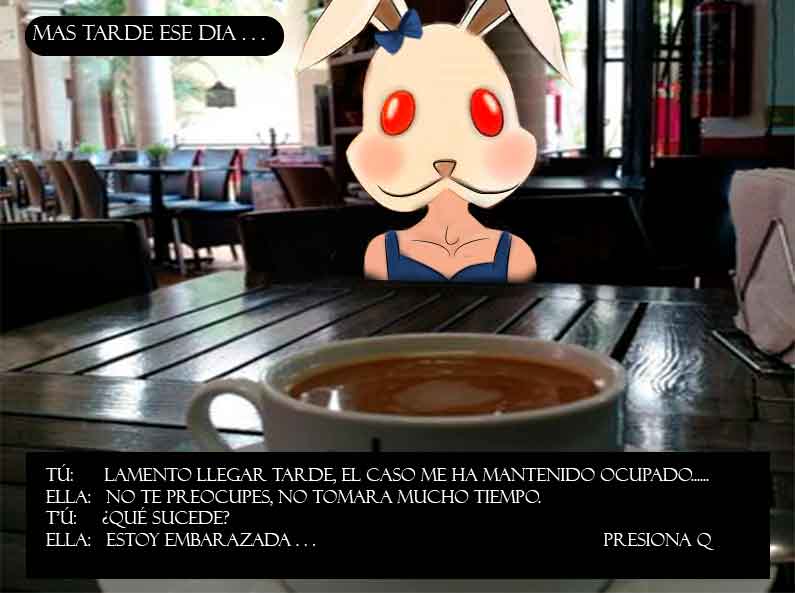 MAS TARDE ESE DIA . . .
TÚ: LAMENTO LLEGAR TARDE, EL CASO ME HA MANTENIDO OCUPADO......
ELLA: NO TE PREOCUPES, NO TOMARA MUCHO TIEMPO.
T'Ú: ¿QUÉ SUCEDE?
ELLA: ESTOY EMBARAZADA . . . PRESIONA Q